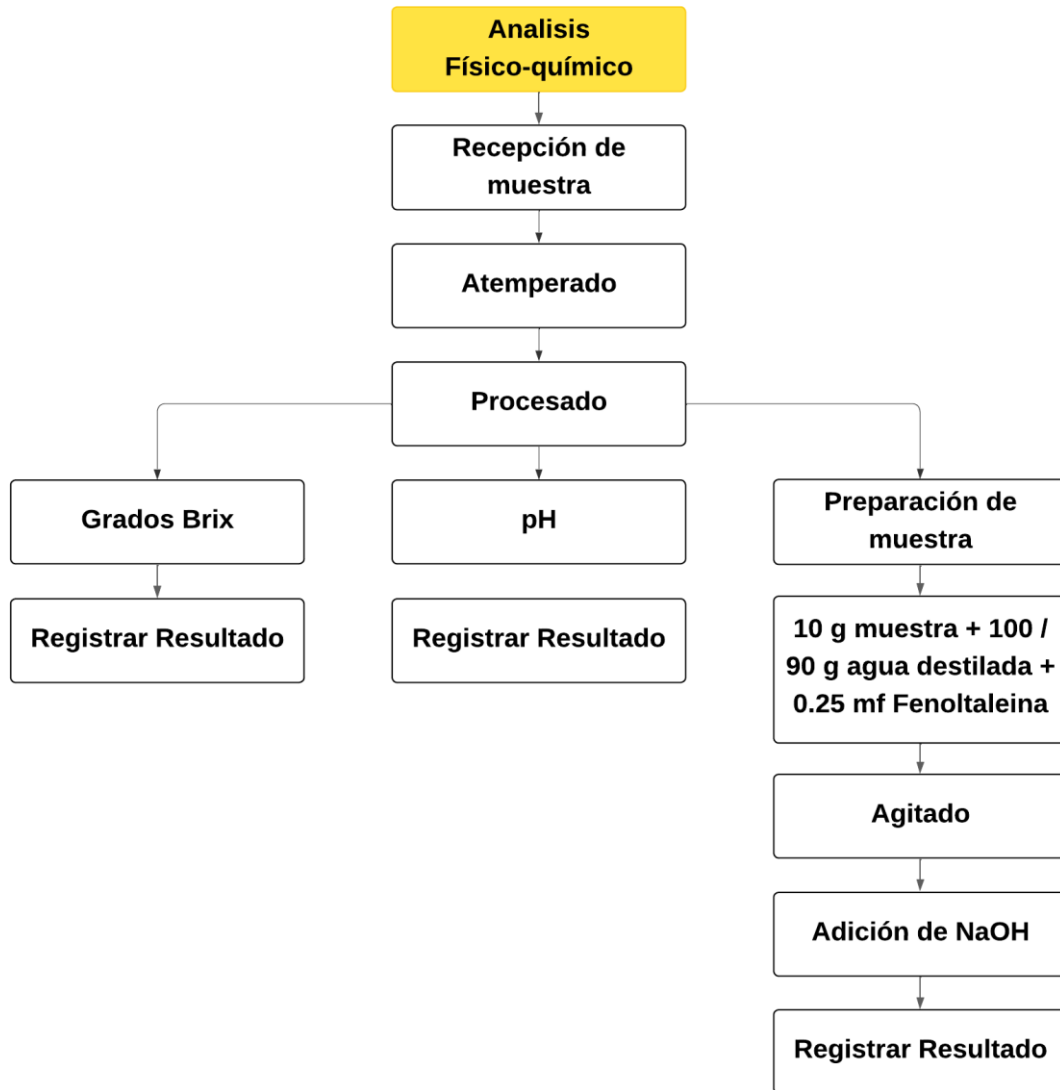 Analisis
Físico-químico
Recepción de
muestra
Atemperado
Procesado
Grados Brix
pH
Preparación de
muestra
Registrar Resultado
Registrar Resultado
10 g muestra + 100 /
90 g agua destilada +
0.25 mf Fenoltaleina
Agitado
Adición de NaOH
Registrar Resultado